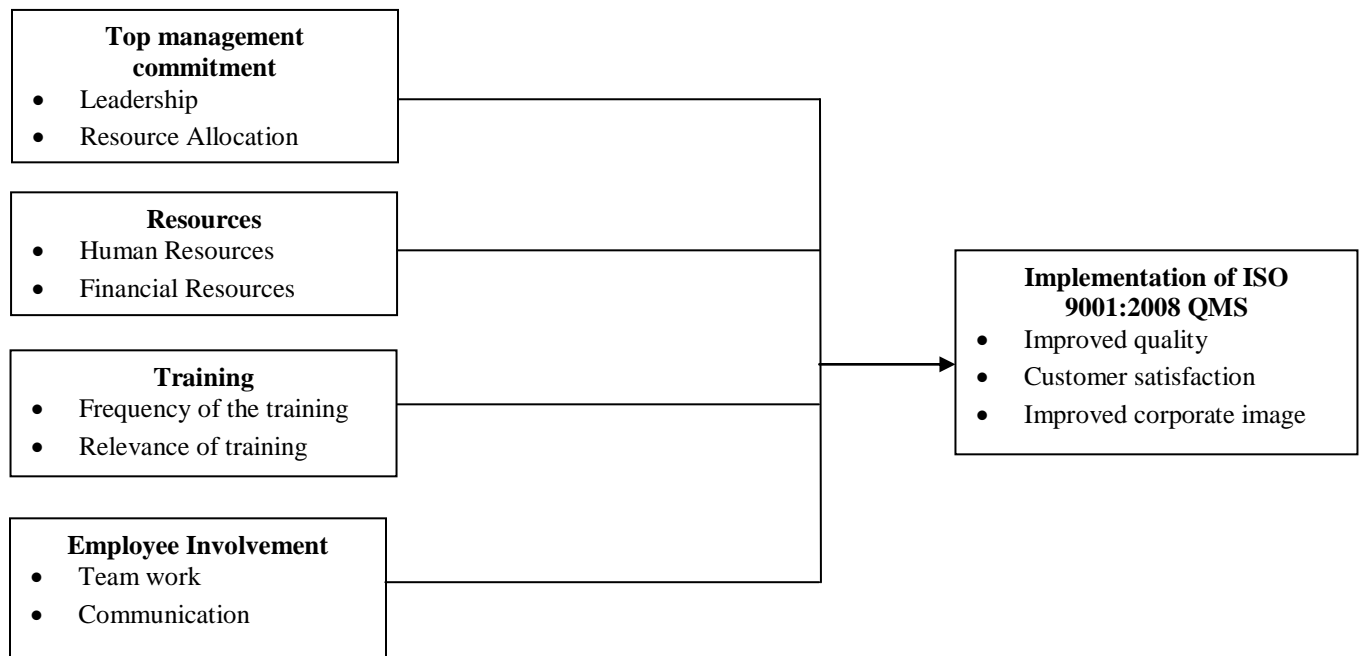 Top management
commitment
• Leadership
• Resource Allocation
Resources
• Human Resources
• Financial Resources
Training
• Frequency of the training
• Relevance of training
Employee Involvement
• Team work
• Communication
Implementation of ISO
9001:2008 QMS
• Improved quality
• Customer satisfaction
• Improved corporate image